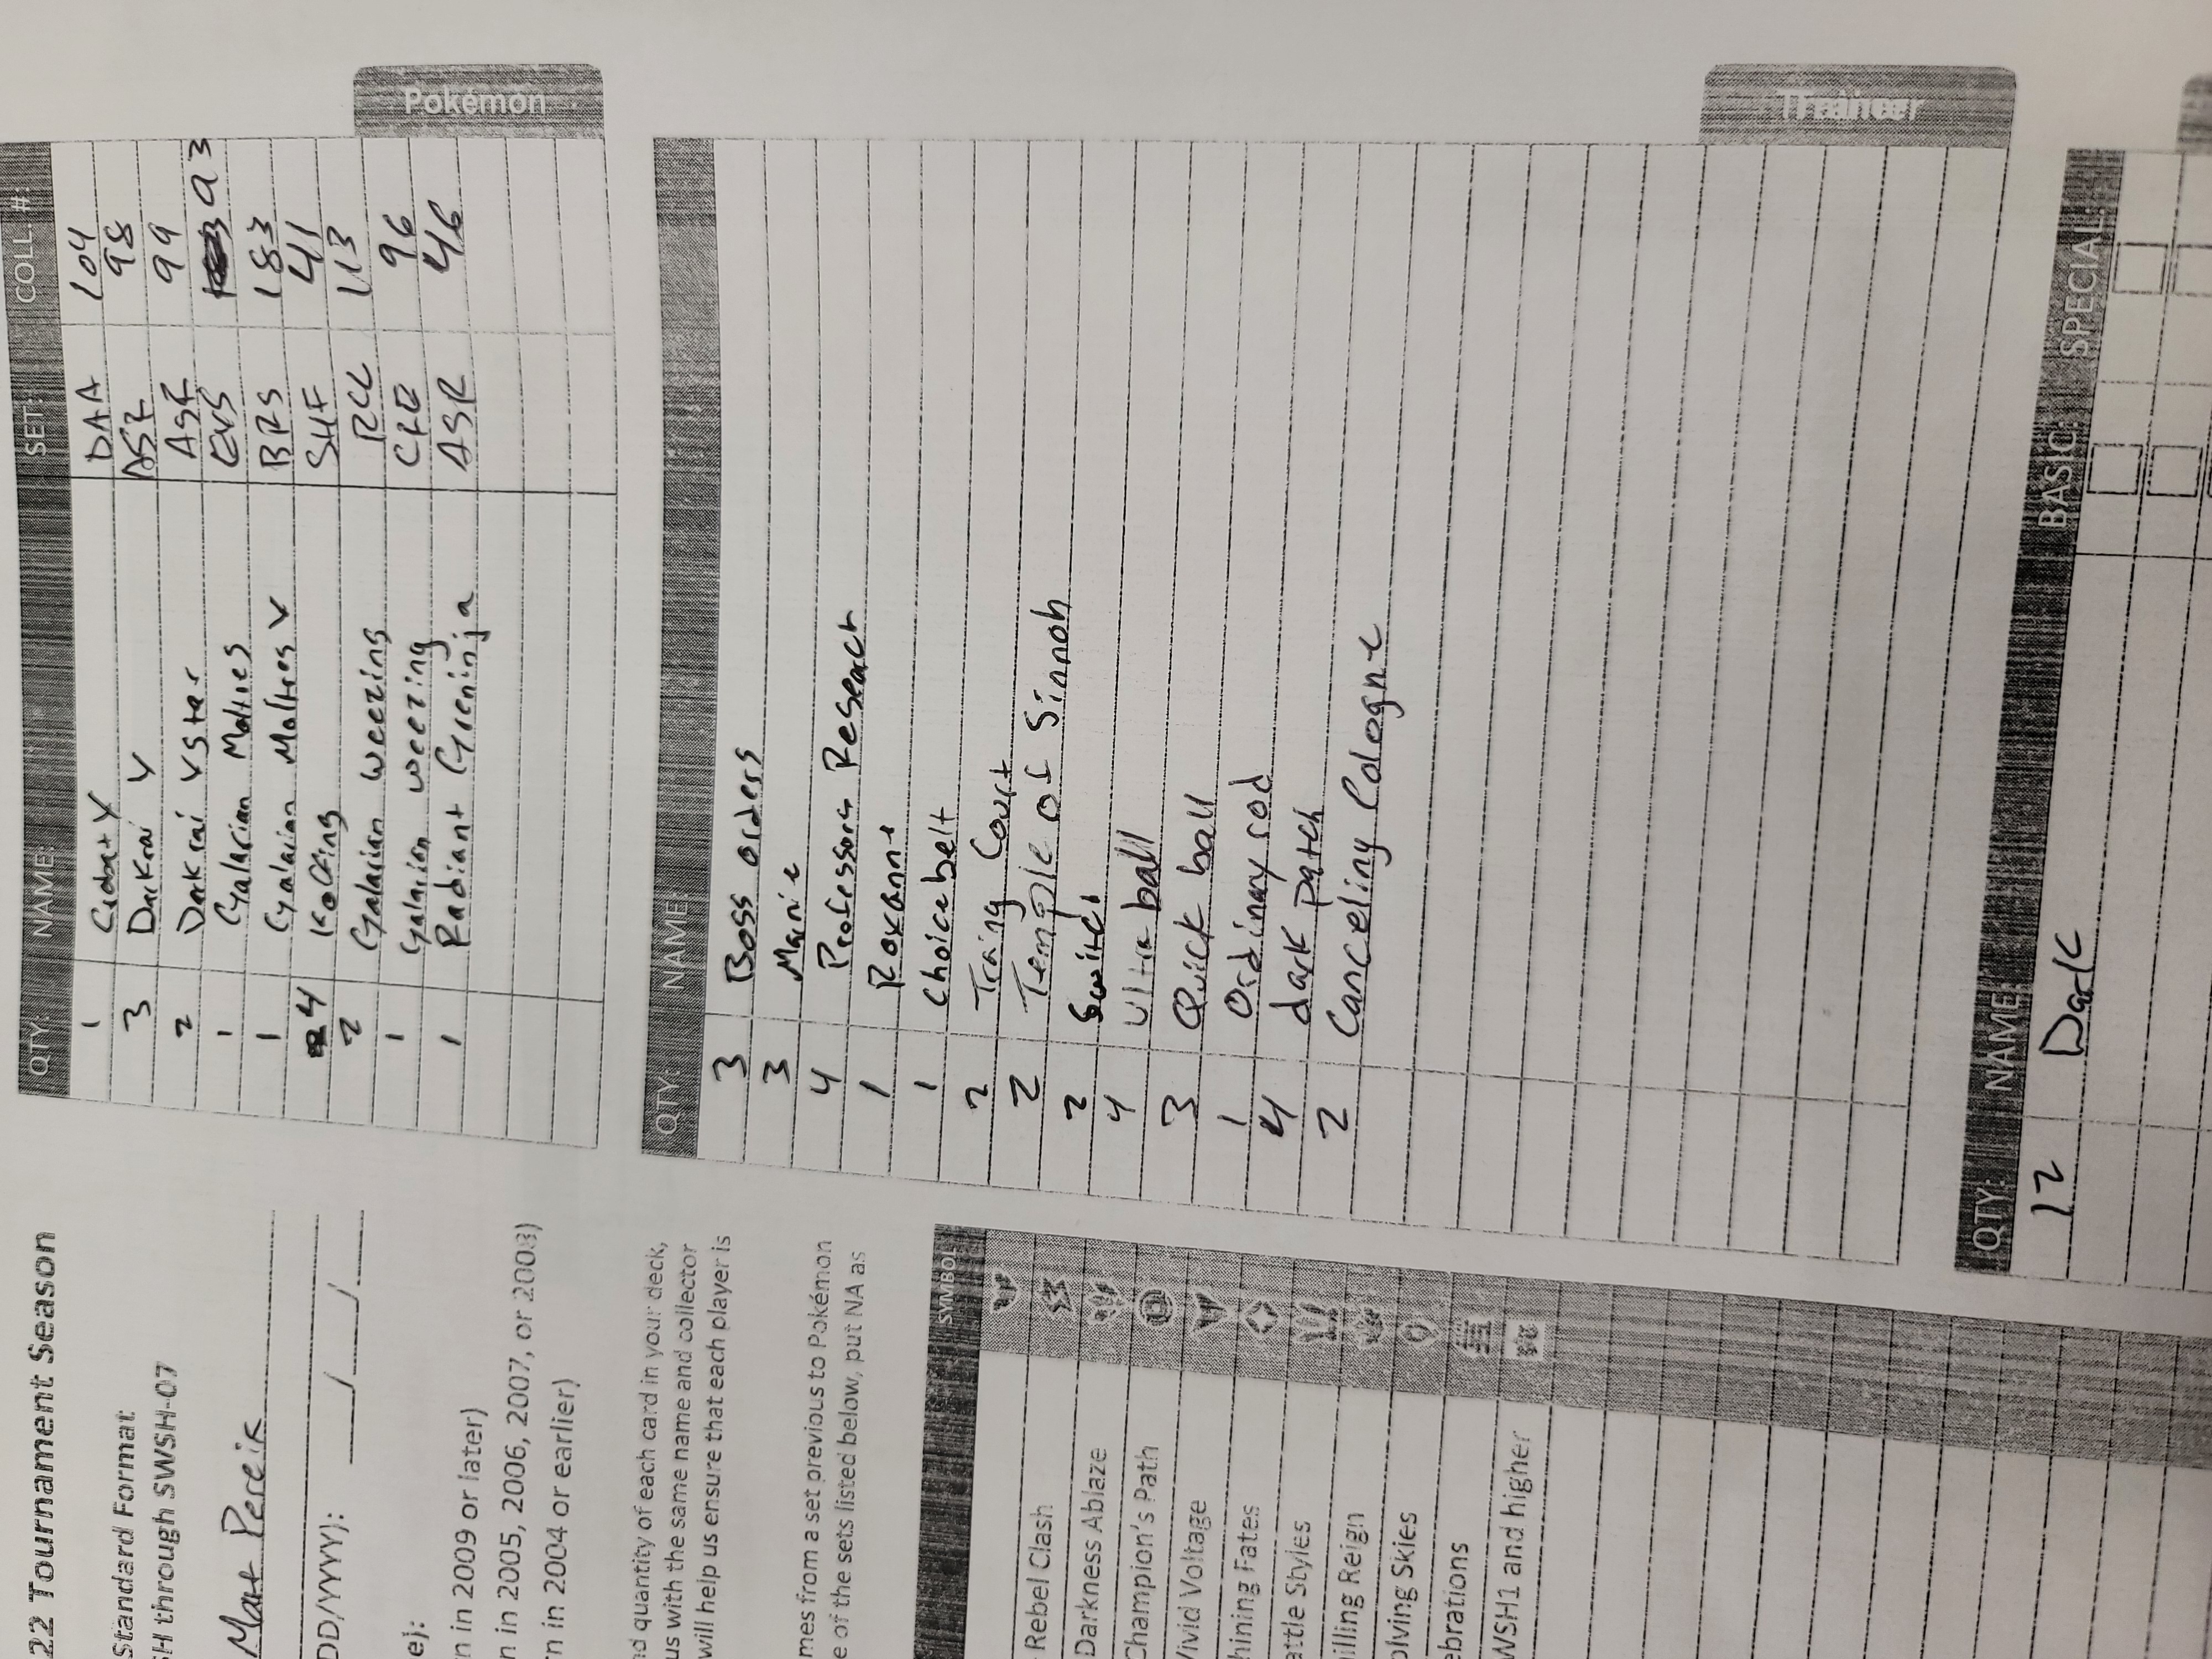 22 Tournament Season
Standard Format
SH through SWSH-07
Matt Pereir
DD/YYYY): ___/___/___
e):
n in 2009 or later)
n in 2005, 2006, 2007, or 2008)
rn in 2004 or earlier)
nd quantity of each card in your deck,
us with the same name and collector
will help us ensure that each player is
mes from a set previous to Pokémon
e of the sets listed below, put NA as
SYMBOL
Rebel Clash
Darkness Ablaze
Champion's Path
Vivid Voltage
hining Fates
attle Styles
illing Reign
olving Skies
ebrations
WSH1 and higher
QTY: NAME: SET: COLL. #:
1 Crobat V DAA 104
3 Darkrai V ASR 98
2 Darkrai VStar ASR 99
1 Galarian Moltres EVS 93
1 Galarian Moltres V BRS 183
4 Koffing SHF 41
2 Galarian Weezing RCL 113
1 Galarian weezing CRE 96
1 Radiant Greninja ASR 46
Pokémon
QTY: NAME:
3 Boss orders
3 Marnie
4 Professors Reseach
1 Roxanne
1 Choice belt
2 Traing Court
2 Temple of Sinnoh
2 Switch
4 Ultra ball
3 Quick ball
1 Ordinary rod
4 dark patch
2 Canceling Cologne
Trainer
QTY: NAME: BASIC: SPECIAL:
12 Dark